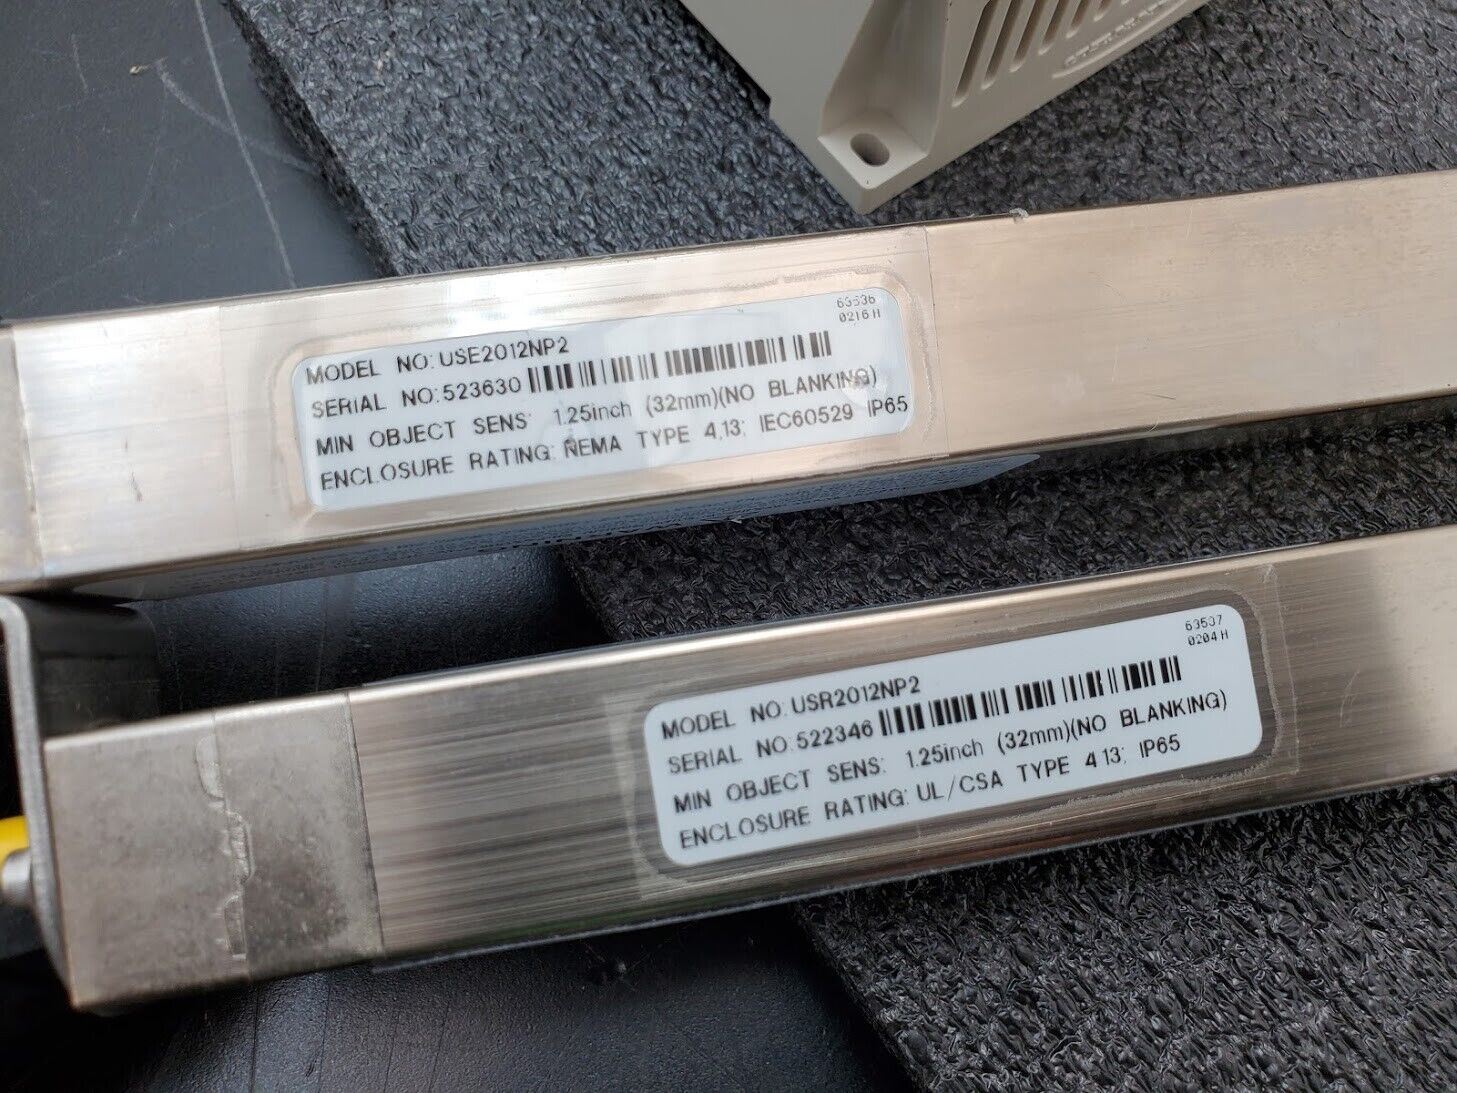 63536
0216 H
MODEL NO: USE2012NP2
SERIAL NO: 523630
MIN OBJECT SENS: 1.25inch (32mm)(NO BLANKING)
ENCLOSURE RATING: NEMA TYPE 4,13; IEC60529 IP65
63537
0204 H
MODEL NO: USR2012NP2
SERIAL NO: 522346
MIN OBJECT SENS: 1.25inch (32mm)(NO BLANKING)
ENCLOSURE RATING: UL/CSA TYPE 4 13; IP65